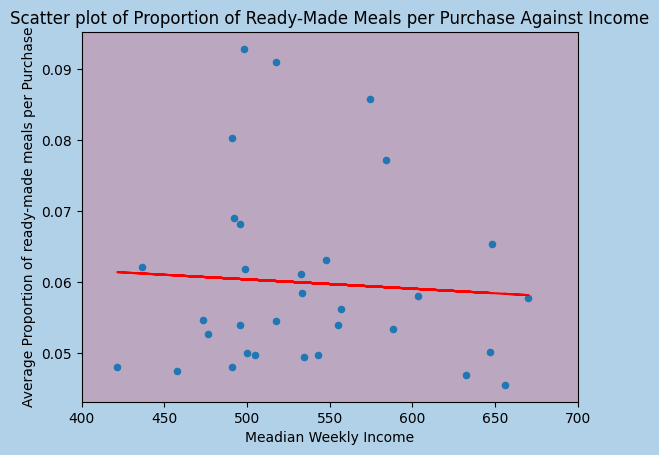 Scatter plot of Proportion of Ready-Made Meals per Purchase Against Income
Average Proportion of ready-made meals per Purchase
0.09
0.08
0.07
0.06
0.05
400 450 500 550 600 650 700
Meadian Weekly Income